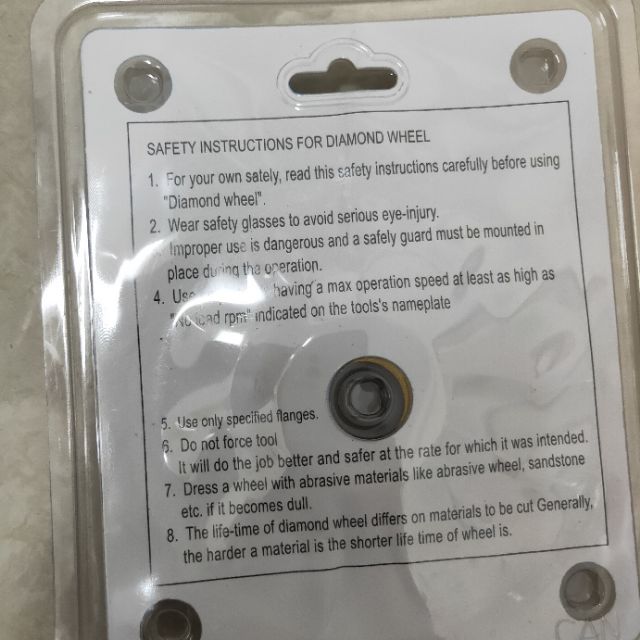 SAFETY INSTRUCTIONS FOR DIAMOND WHEEL
1. For your own sately, read this safety instructions carefully before using
"Diamond wheel".
2. Wear safety glasses to avoid serious eye-injury.
Improper use is dangerous and a safely guard must be mounted in
place during the operation.
4. Use having a max operation speed at least as high as
"No load rpm" indicated on the tools's nameplate
5. Use only specified flanges.
6. Do not force tool
It will do the job better and safer at the rate for which it was intended.
7. Dress a wheel with abrasive materials like abrasive wheel, sandstone
etc. if it becomes dull.
8. The life-time of diamond wheel differs on materials to be cut Generally,
the harder a material is the shorter life time of wheel is.
CAN